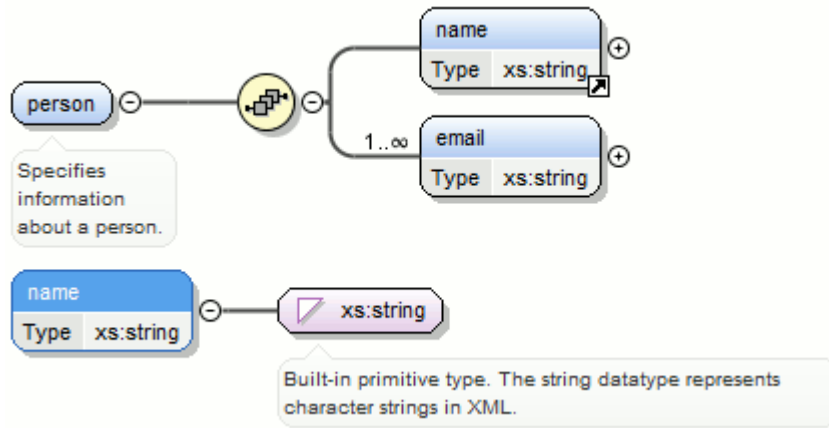 name
Type xs:string
person
1..∞
email
Type xs:string
Specifies
information
about a person.
name
Type xs:string
xs:string
Built-in primitive type. The string datatype represents
character strings in XML.